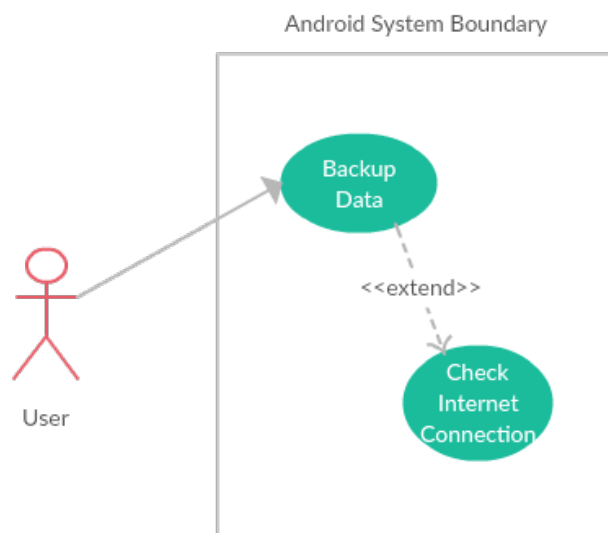 Android System Boundary
Backup
Data
<<extend>>
Check
Internet
Connection
User